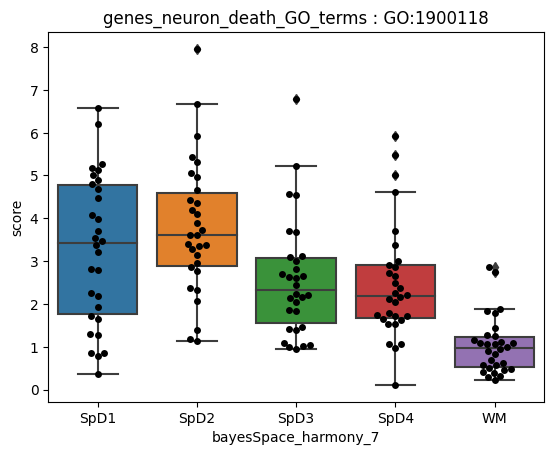 genes_neuron_death_GO_terms : GO:1900118
8
7
6
5
4
3
2
1
0
score
SpD1 SpD2 SpD3 SpD4 WM
bayesSpace_harmony_7